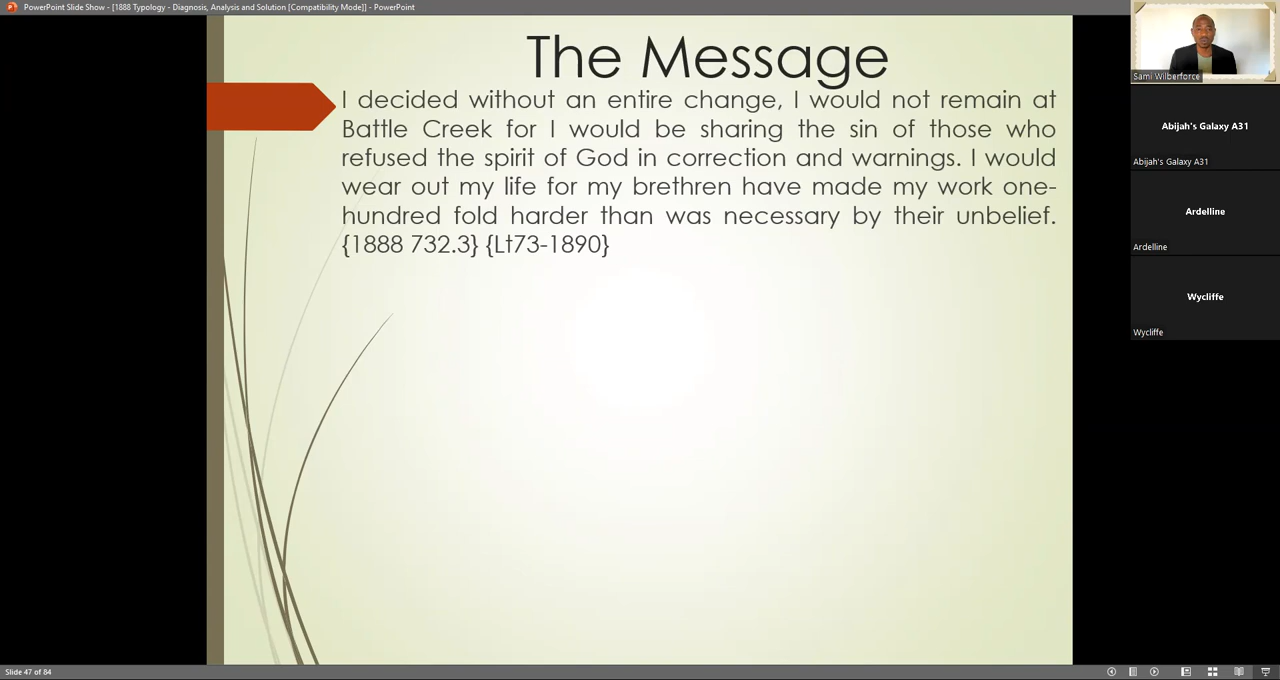 PowerPoint Slide Show - [1888 Typology - Diagnosis, Analysis and Solution [Compatibility Mode]] - PowerPoint
The Message
I decided without an entire change, I would not remain at
Battle Creek for I would be sharing the sin of those who
refused the spirit of God in correction and warnings. I would
wear out my life for my brethren have made my work one-
hundred fold harder than was necessary by their unbelief.
{1888 732.3} {Lt73-1890}
Sami Wilberforce
Abijah's Galaxy A31
Abijah's Galaxy A31
Ardelline
Ardelline
Wycliffe
Wycliffe
Slide 47 of 84